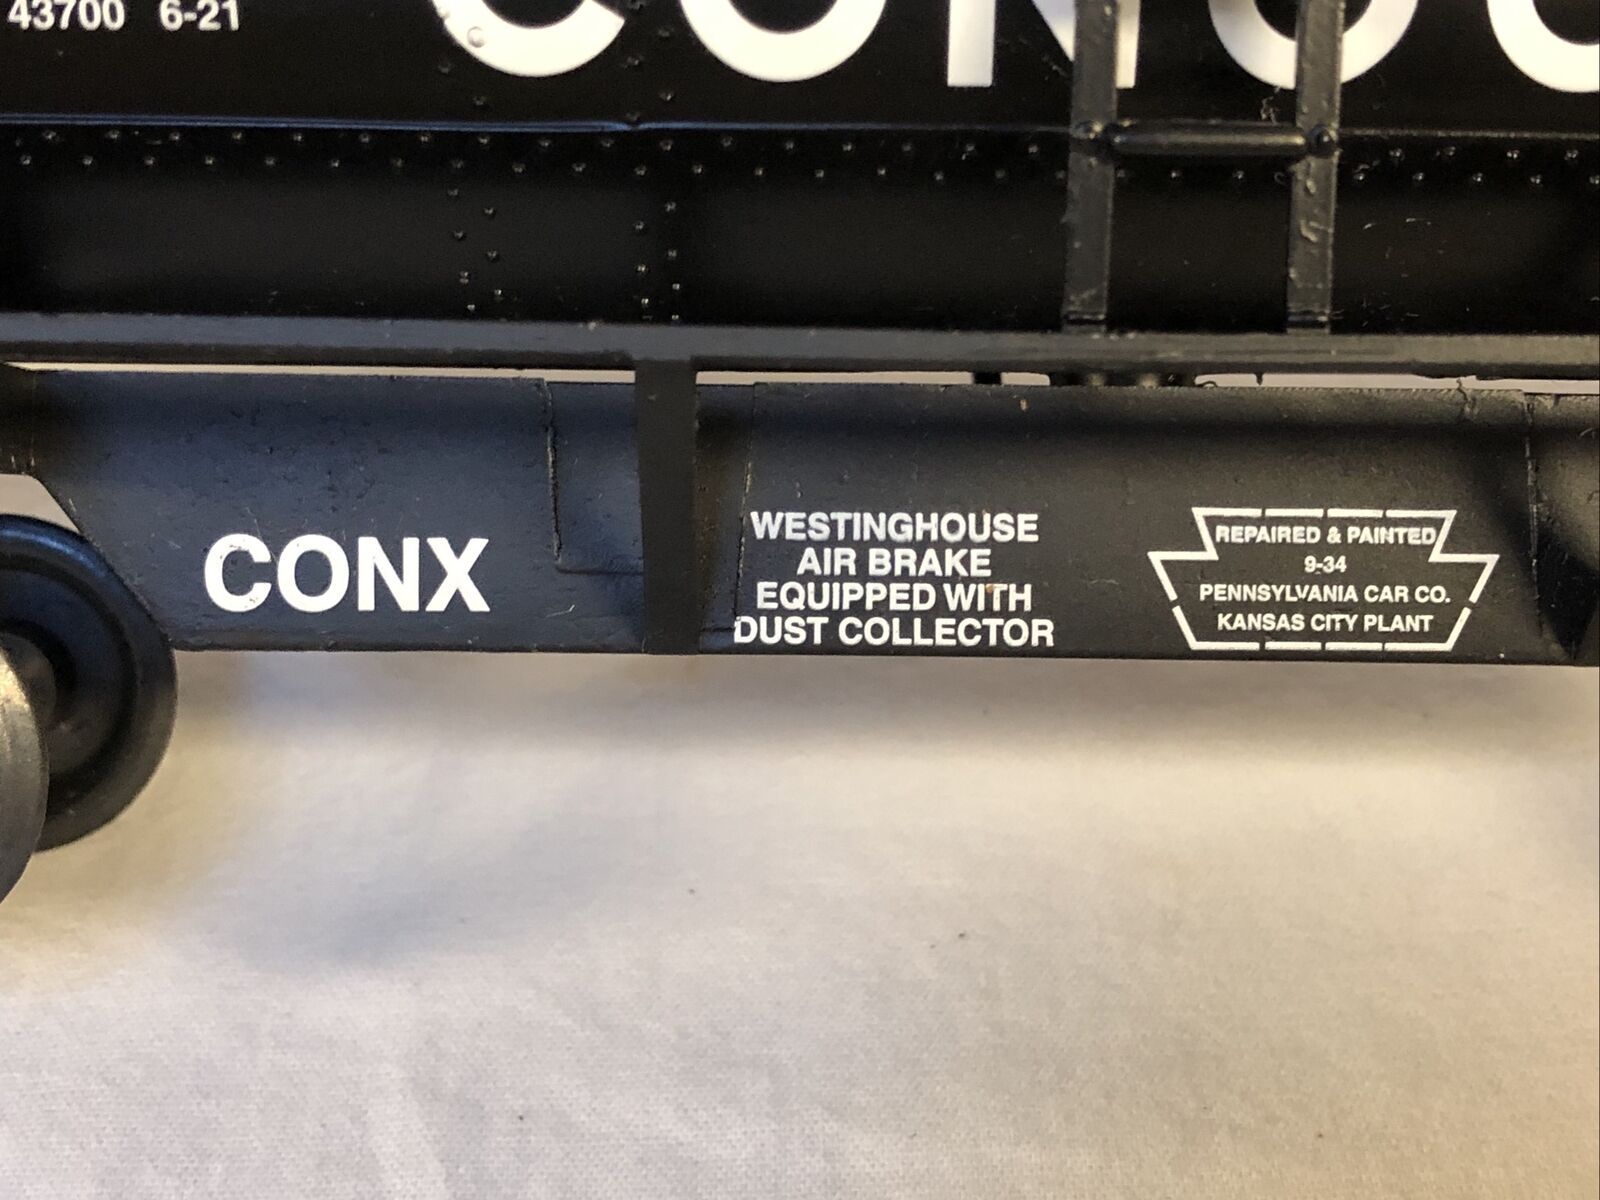 43700 6-21
CONOC
CONX
WESTINGHOUSE
AIR BRAKE
EQUIPPED WITH
DUST COLLECTOR
REPAIRED & PAINTED
9-34
PENNSYLVANIA CAR CO.
KANSAS CITY PLANT